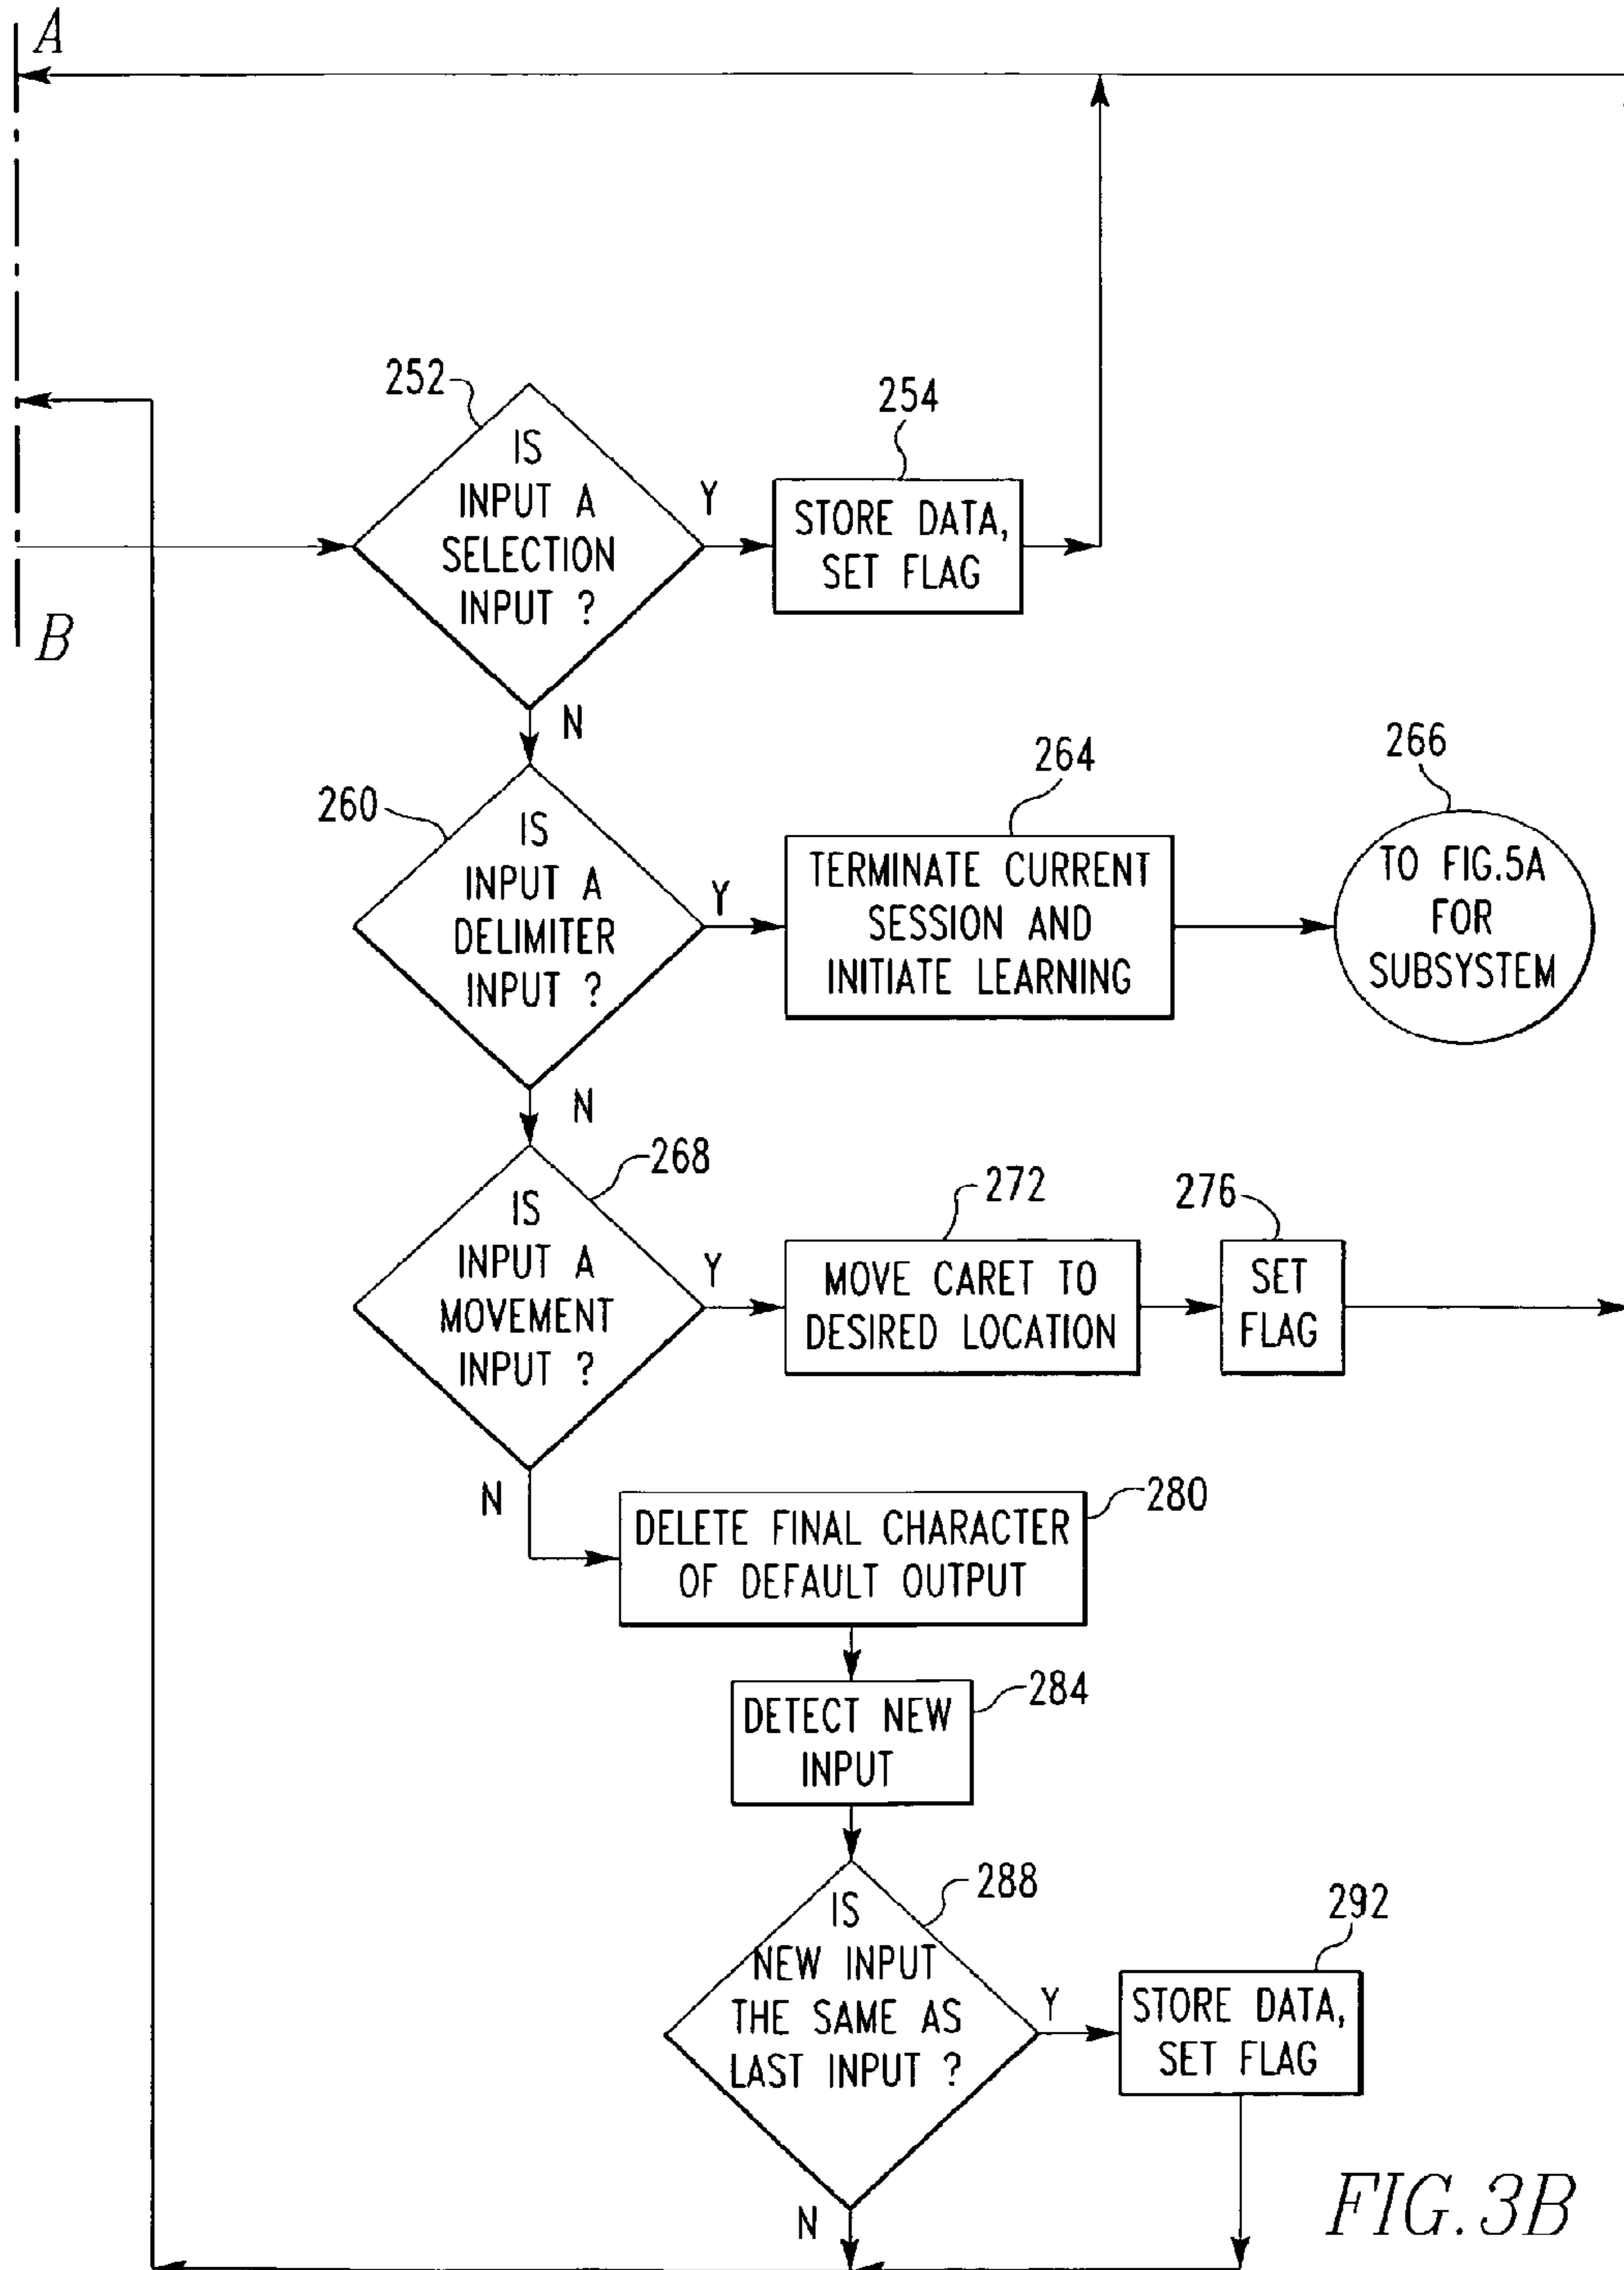 A
252
IS
INPUT A
SELECTION
INPUT ?
Y
254
STORE DATA,
SET FLAG
B
N
260
IS
INPUT A
DELIMITER
INPUT ?
Y
264
TERMINATE CURRENT
SESSION AND
INITIATE LEARNING
266
TO FIG.5A
FOR
SUBSYSTEM
N
268
IS
INPUT A
MOVEMENT
INPUT ?
Y
272
MOVE CARET TO
DESIRED LOCATION
276
SET
FLAG
N
280
DELETE FINAL CHARACTER
OF DEFAULT OUTPUT
284
DETECT NEW
INPUT
288
IS
NEW INPUT
THE SAME AS
LAST INPUT ?
Y
292
STORE DATA,
SET FLAG
N
FIG.3B